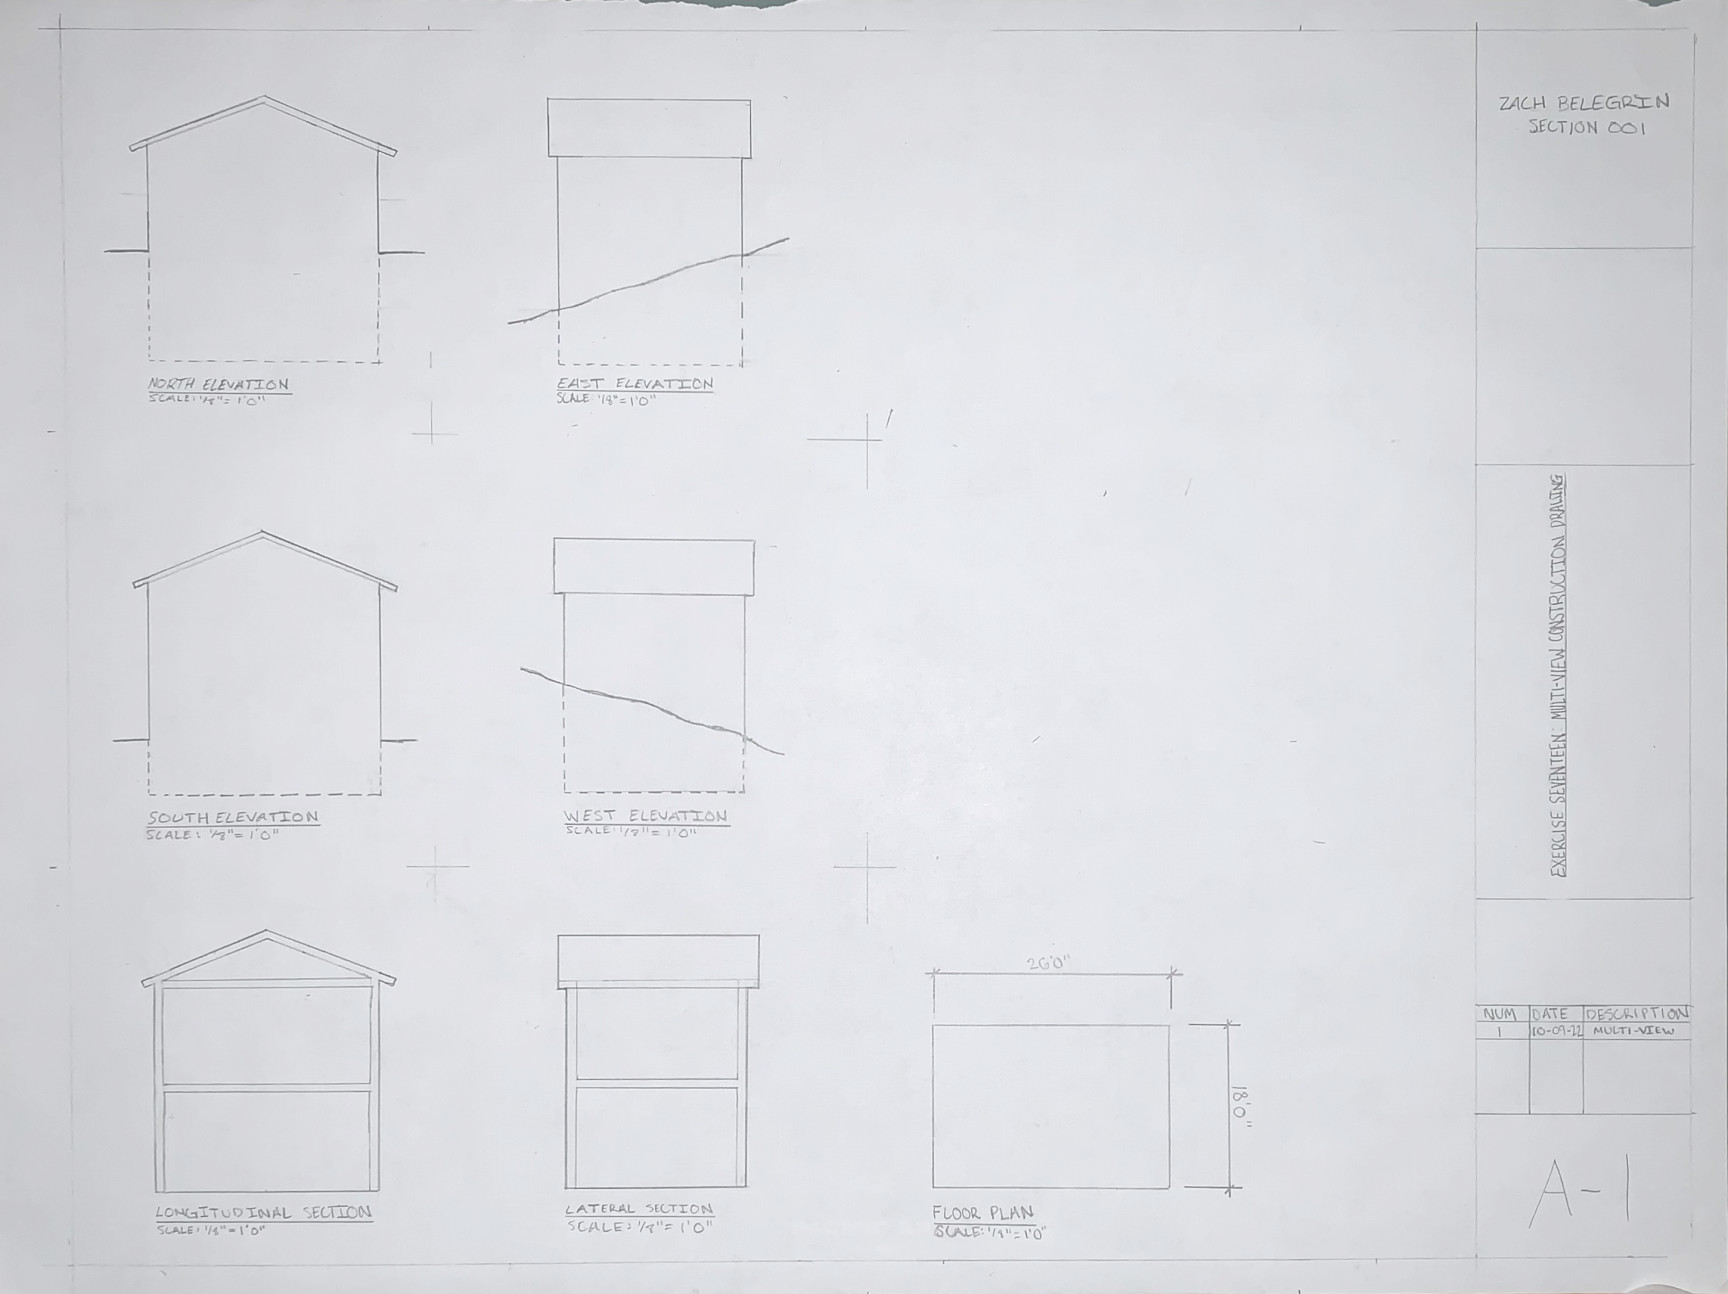 ZACH BELEGRIN
SECTION 001
NORTH ELEVATION
SCALE: 1/8" = 1'0"
EAST ELEVATION
SCALE: 1/8" = 1'0"
EXERCISE SEVENTEEN: MULTI-VIEW CONSTRUCTION DRAWING
SOUTH ELEVATION
SCALE: 1/8" = 1'0"
WEST ELEVATION
SCALE: 1/8" = 1'0"
26'0"
18'0"
NUM DATE DESCRIPTION
1 10-09-22 MULTI-VIEW
LONGITUDINAL SECTION
SCALE: 1/8" = 1'0"
LATERAL SECTION
SCALE: 1/8" = 1'0"
FLOOR PLAN
SCALE: 1/8" = 1'0"
A-1